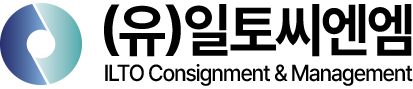 (유)일토씨엔엠
ILTO Consignment & Management